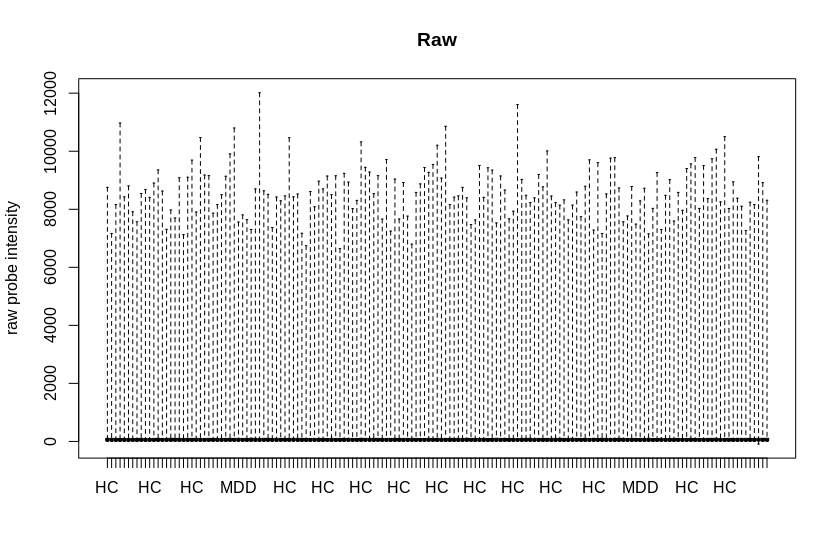 Raw
raw probe intensity
12000
10000
8000
6000
4000
2000
0
HC HC HC MDD HC HC HC HC HC HC HC HC HC MDD HC HC